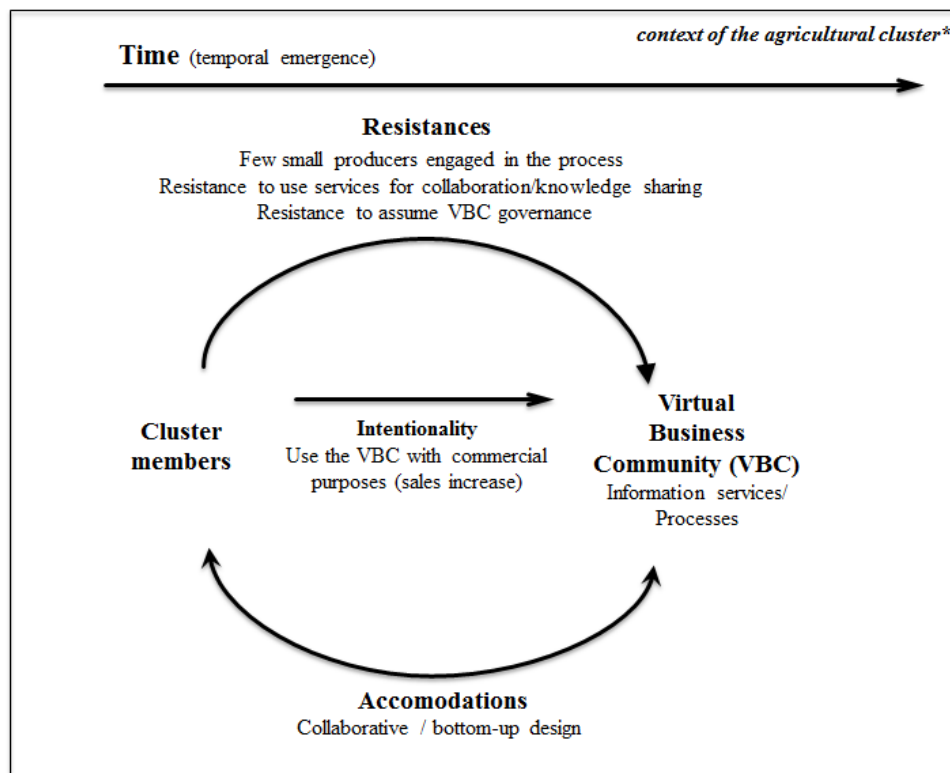 context of the agricultural cluster*
Time (temporal emergence)
Resistances
Few small producers engaged in the process
Resistance to use services for collaboration/knowledge sharing
Resistance to assume VBC governance
Cluster
members
Intentionality
Use the VBC with commercial
purposes (sales increase)
Virtual
Business
Community (VBC)
Information services/
Processes
Accomodations
Collaborative / bottom-up design